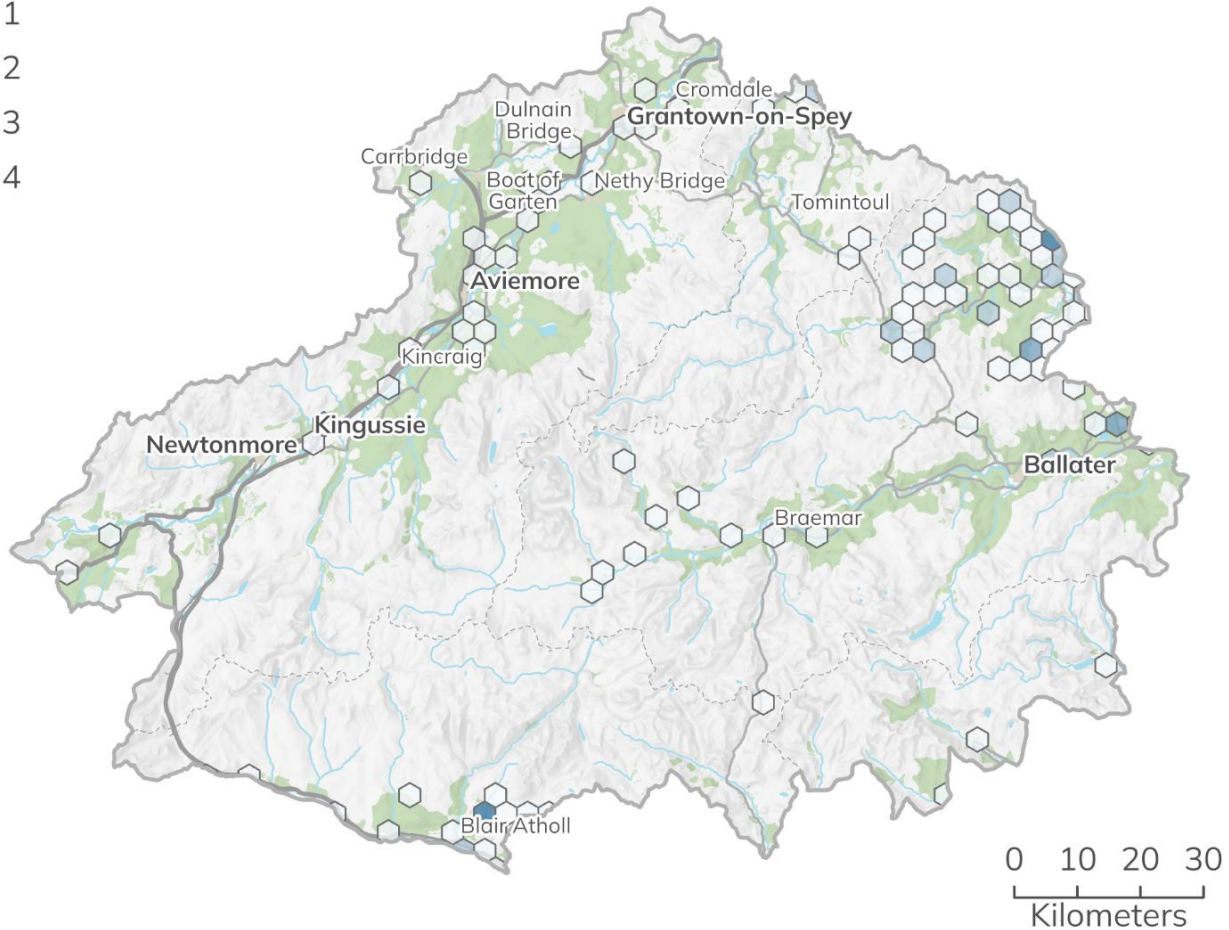 1
2
3
4
Cromdale
Grantown-on-Spey
Dulnain
Bridge
Carrbridge
Boat of
Garten
Nethy Bridge
Tomintoul
Aviemore
Kincraig
Kingussie
Newtonmore
Ballater
Braemar
Blair Atholl
0 10 20 30
Kilometers